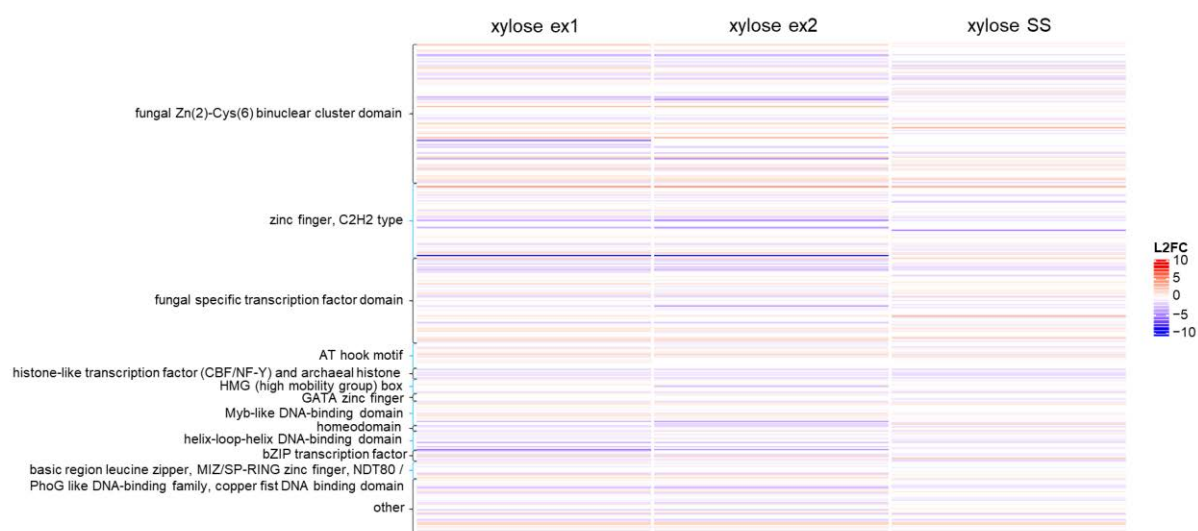 xylose ex1 xylose ex2 xylose SS
fungal Zn(2)-Cys(6) binuclear cluster domain
zinc finger, C2H2 type
fungal specific transcription factor domain
AT hook motif
histone-like transcription factor (CBF/NF-Y) and archaeal histone
HMG (high mobility group) box
GATA zinc finger
Myb-like DNA-binding domain
homeodomain
helix-loop-helix DNA-binding domain
bZIP transcription factor
basic region leucine zipper, MIZ/SP-RING zinc finger, NDT80 /
PhoG like DNA-binding family, copper fist DNA binding domain
other
L2FC
10
5
0
−5
−10